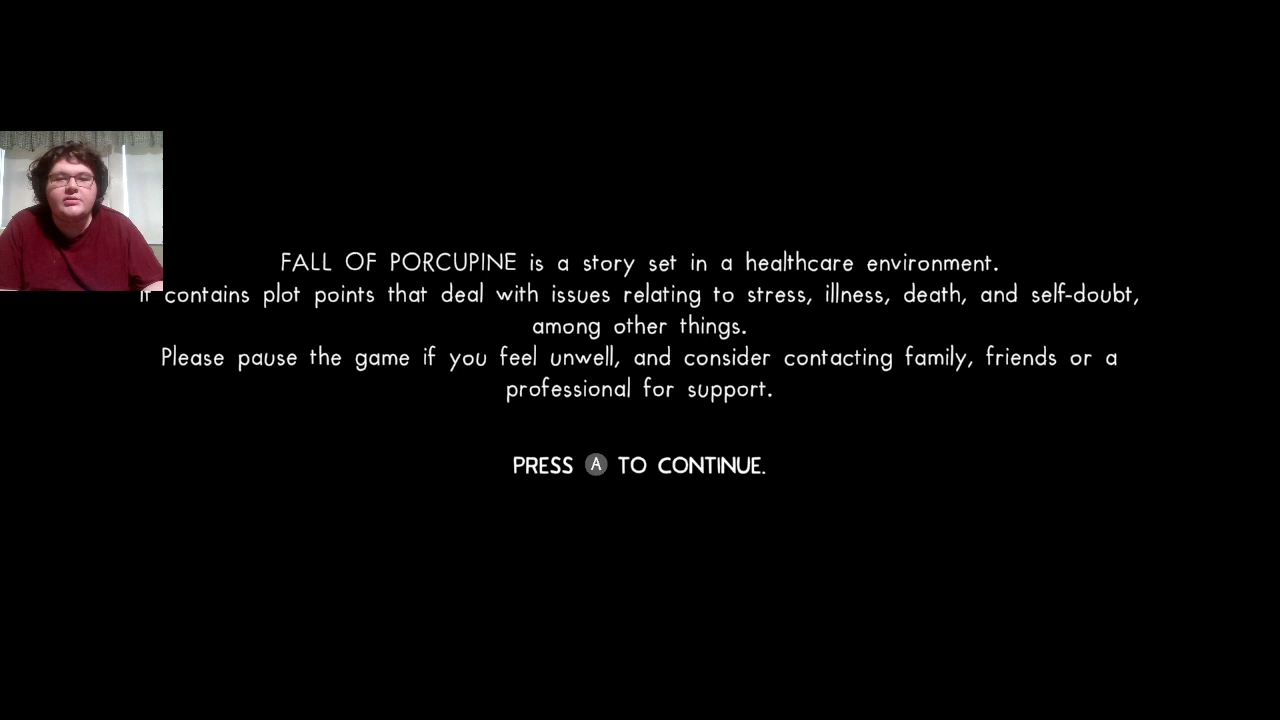 FALL OF PORCUPINE is a story set in a healthcare environment.
It contains plot points that deal with issues relating to stress, illness, death, and self-doubt,
among other things.
Please pause the game if you feel unwell, and consider contacting family, friends or a
professional for support.
PRESS A TO CONTINUE.